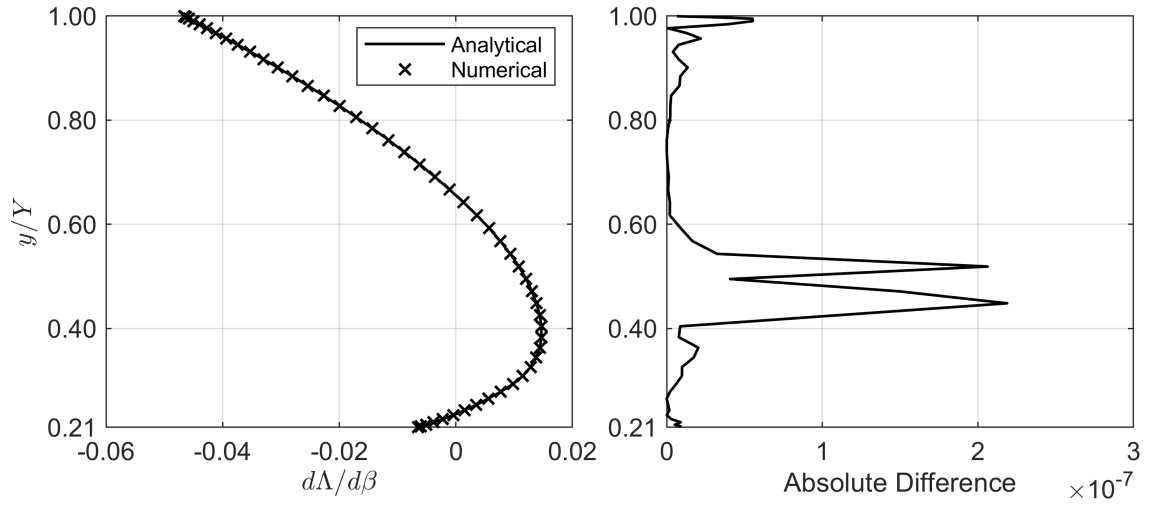 1.00
0.80
0.60
0.40
0.21
y/Y
-0.06 -0.04 -0.02 0 0.02
dΛ/dβ
Analytical
Numerical
1.00
0.80
0.60
0.40
0.21
0 1 2 3
Absolute Difference
×10⁻⁷